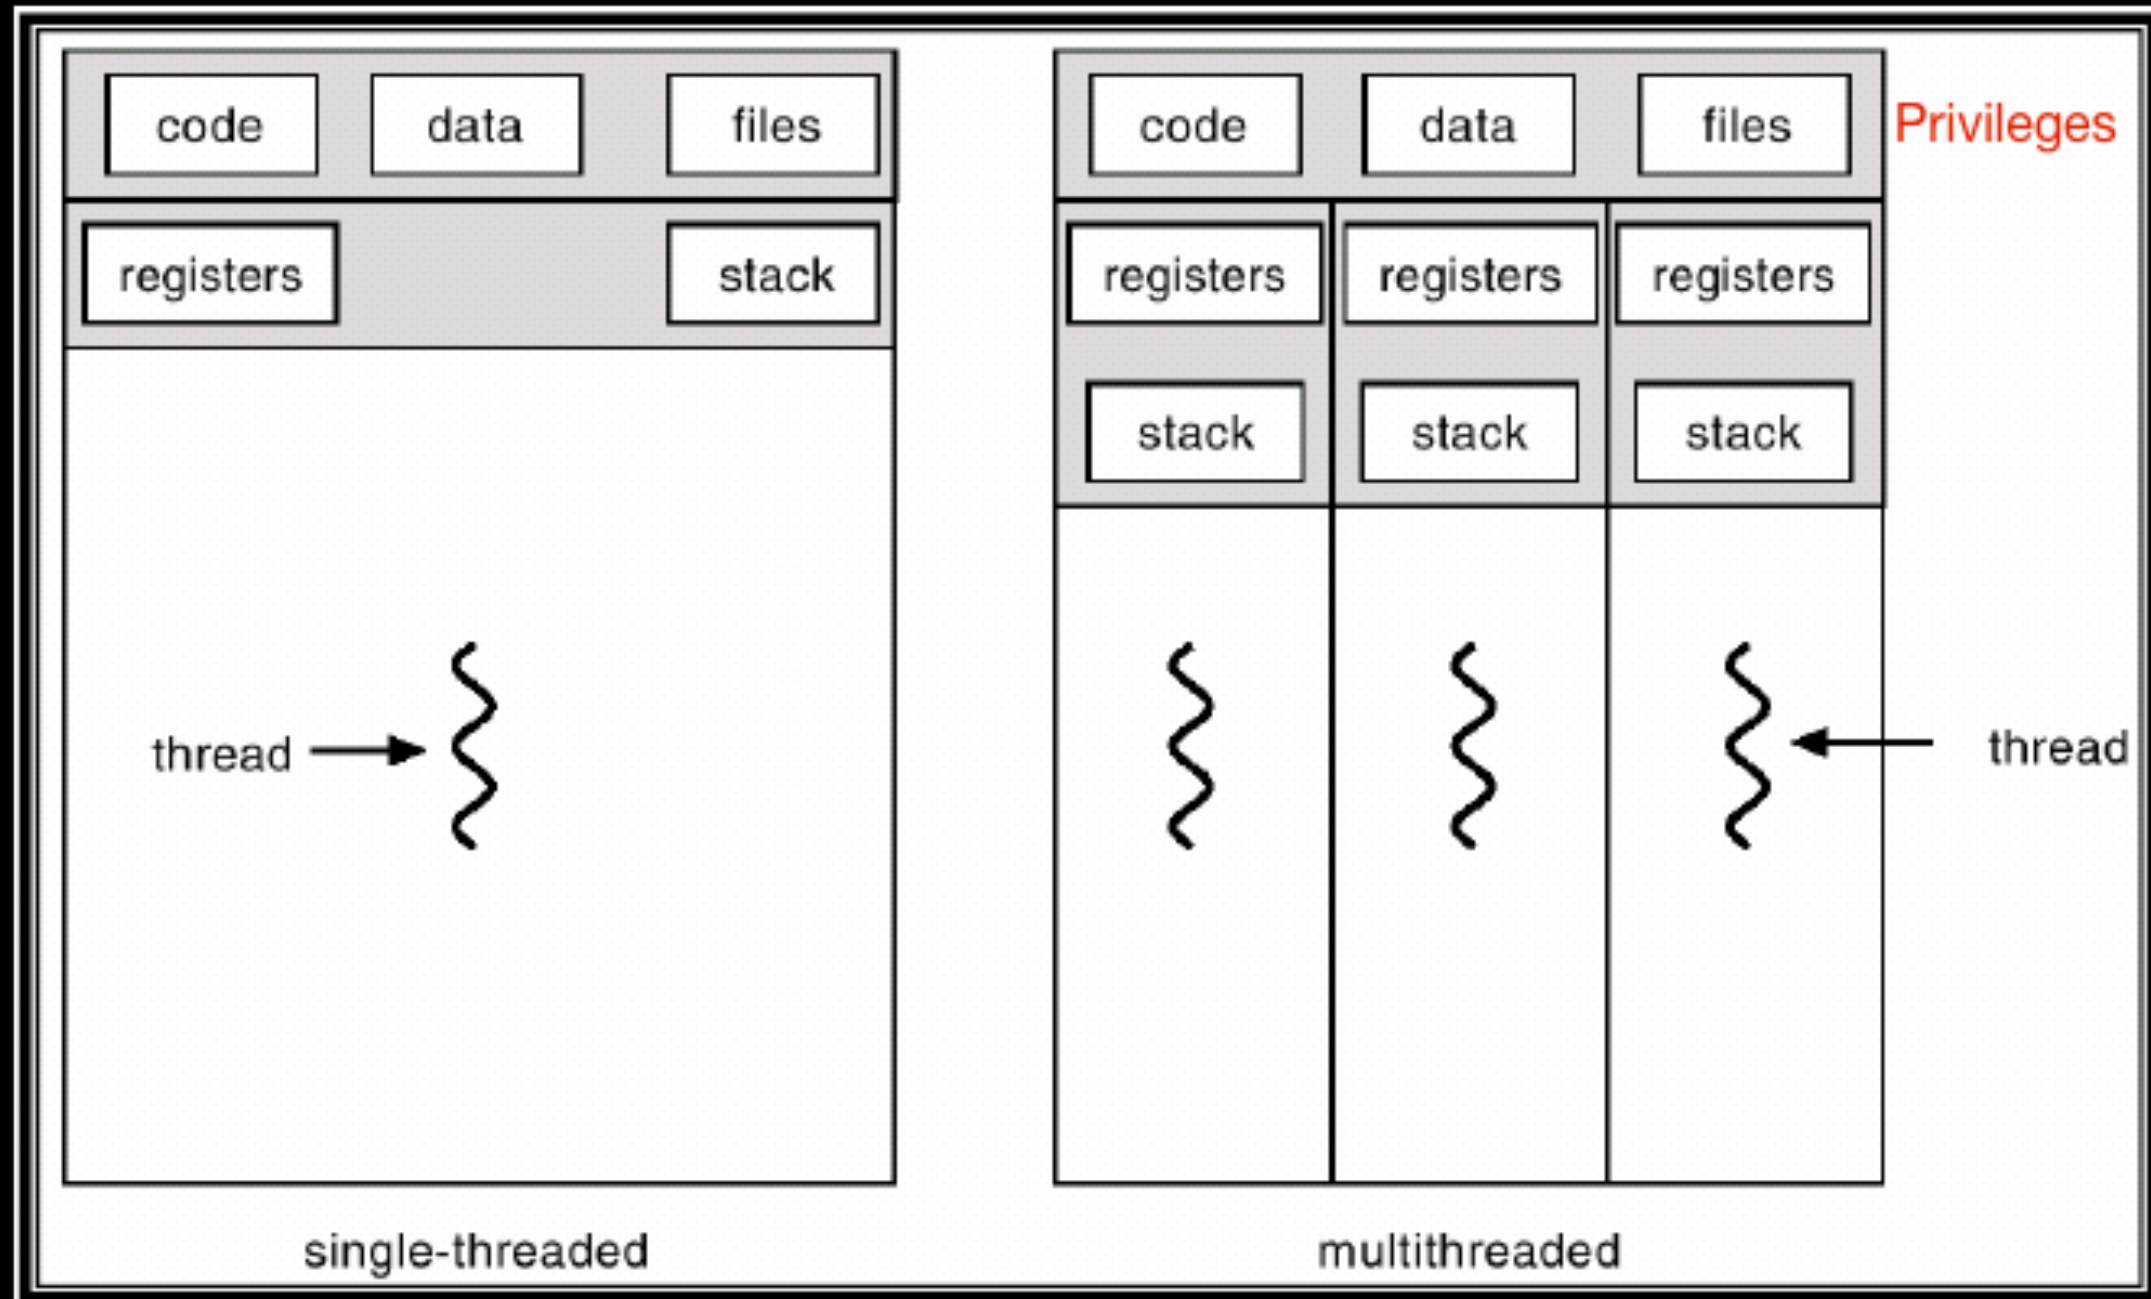 code data files
registers stack
thread
single-threaded
code data files Privileges
registers registers registers
stack stack stack
thread
multithreaded